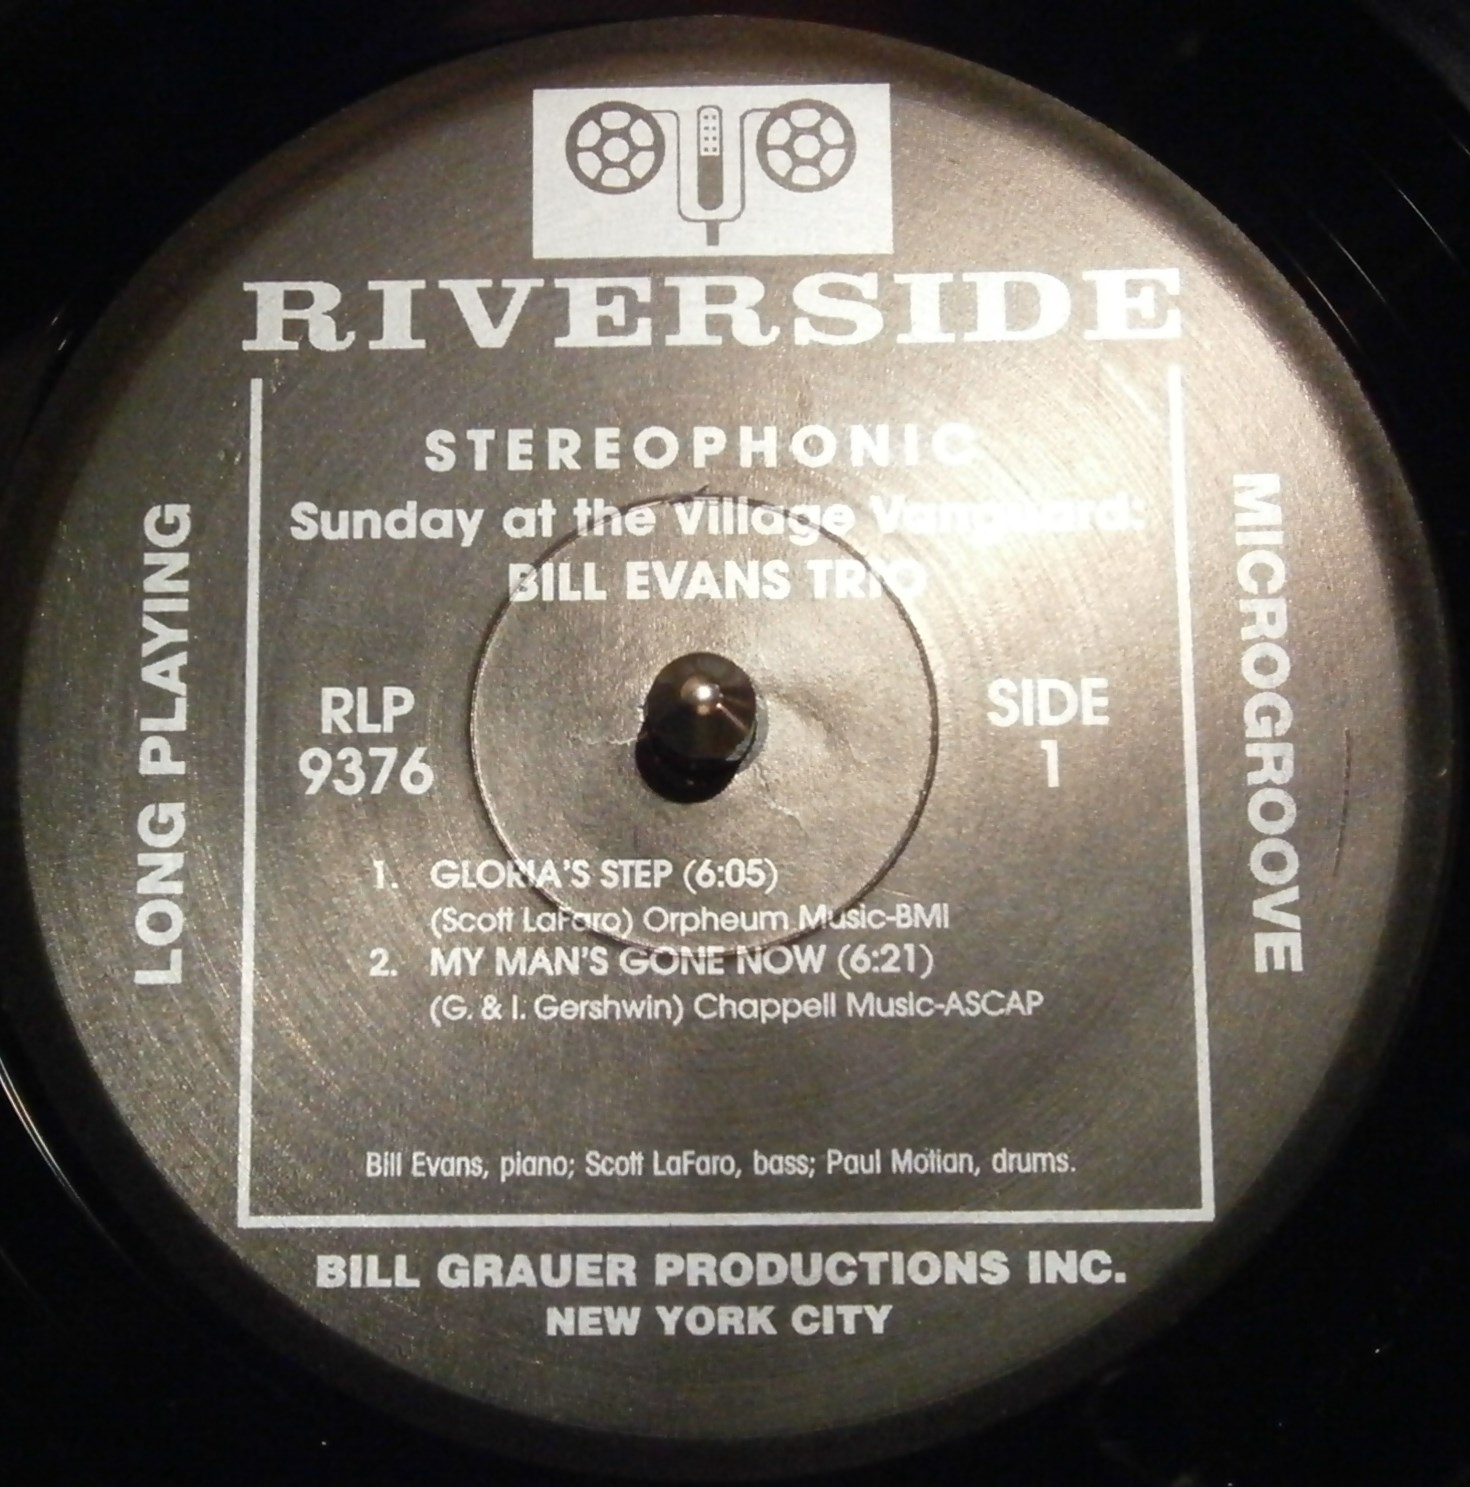 RIVERSIDE
STEREOPHONIC
Sunday at the Village Vanguard:
BILL EVANS TRIO
LONG PLAYING
RLP
9376
SIDE
1
MICROGROOVE
1. GLORIA'S STEP (6:05)
(Scott LaFaro) Orpheum Music-BMI
2. MY MAN'S GONE NOW (6:21)
(G. & I. Gershwin) Chappell Music-ASCAP
Bill Evans, piano; Scott LaFaro, bass; Paul Motian, drums.
BILL GRAUER PRODUCTIONS INC.
NEW YORK CITY